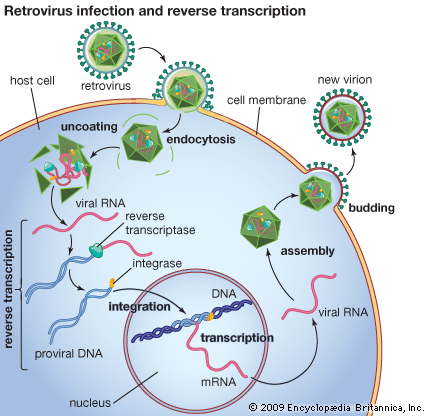 Retrovirus infection and reverse transcription
retrovirus
host cell
cell membrane
new virion
uncoating
endocytosis
viral RNA
reverse
transcriptase
integrase
reverse transcription
proviral DNA
integration
DNA
transcription
mRNA
nucleus
viral RNA
assembly
budding
© 2009 Encyclopædia Britannica, Inc.